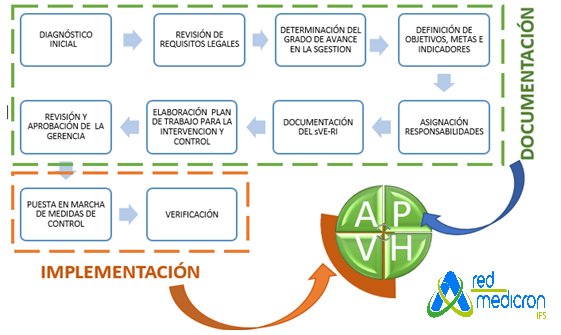 DIAGNÓSTICO
INICIAL
REVISIÓN DE
REQUISITOS LEGALES
DETERMINACIÓN DEL
GRADO DE AVANCE
EN LA SGESTION
DEFINICIÓN DE
OBJETIVOS, METAS E
INDICADORES
REVISIÓN Y
APROBACIÓN DE LA
GERENCIA
ELABORACIÓN PLAN
DE TRABAJO PARA LA
INTERVENCION Y
CONTROL
DOCUMENTACIÓN
DEL sVE-RI
ASIGNACIÓN
RESPONSABILIDADES
DOCUMENTACIÓN
PUESTA EN MARCHA
DE MEDIDAS DE
CONTROL
VERIFICACIÓN
IMPLEMENTACIÓN
A P
V H
red
medicron
IFS